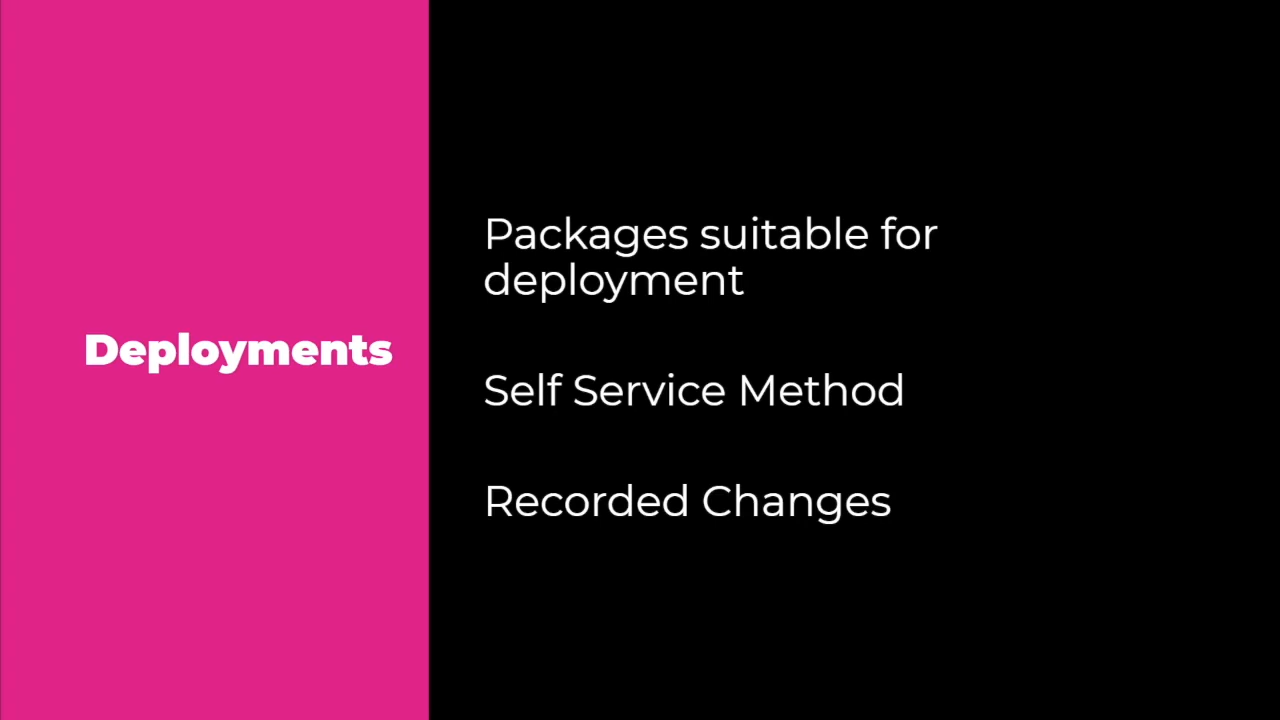 Deployments
Packages suitable for
deployment
Self Service Method
Recorded Changes